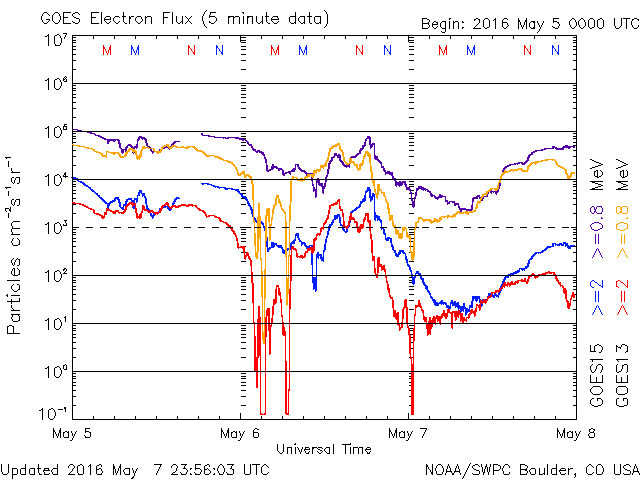 GOES Electron Flux (5 minute data)
Begin: 2016 May 5 0000 UTC
M M N N M M N N M M N N
10⁷
10⁶
10⁵
10⁴
10³
10²
10¹
10⁰
10⁻¹
Particles cm⁻²s⁻¹sr⁻¹
May 5 May 6 May 7 May 8
Universal Time
GOES15 >=2 >=0.8 MeV
GOES13 >=2 >=0.8 MeV
Updated 2016 May 7 23:56:03 UTC
NOAA/SWPC Boulder, CO USA